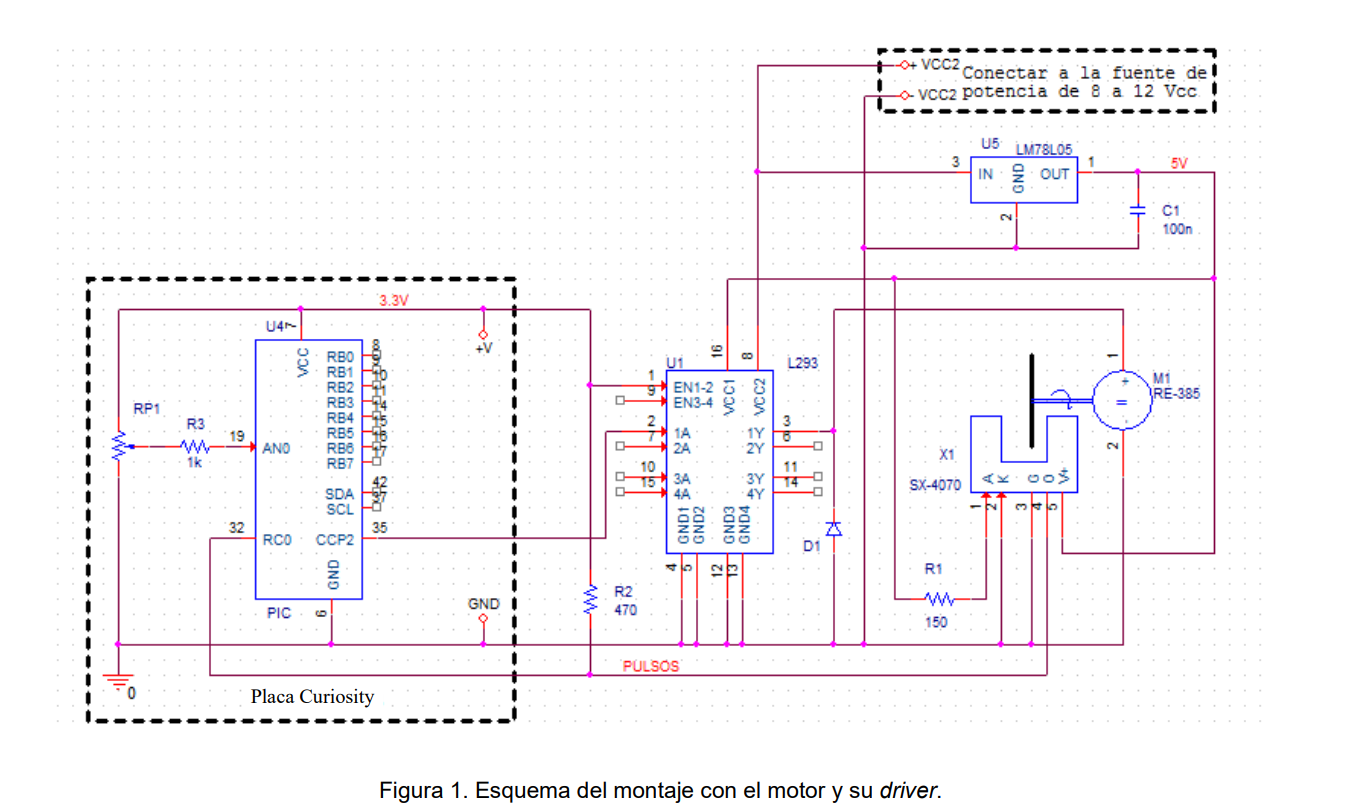 + VCC2
- VCC2
Conectar a la fuente de
potencia de 8 a 12 Vcc
U5
LM78L05
3
IN
GND
OUT
1
2
5V
C1
100n
3.3V
+V
U4
7
VCC
RB0
RB1
RB2
RB3
RB4
RB5
RB6
RB7
SDA
SCL
8
9
10
11
14
15
16
17
42
37
RP1
R3
1k
19
AN0
32
RC0
CCP2
35
GND
6
PIC
GND
0
Placa Curiosity
U1
L293
16
8
VCC1
VCC2
1
EN1-2
9
EN3-4
2
1A
7
2A
10
3A
15
4A
1Y
3
2Y
6
3Y
11
4Y
14
GND1
GND2
GND3
GND4
4
5
12
13
R2
470
PULSOS
D1
1
+
=
-
2
M1
RE-385
X1
SX-4070
A
K
G
O
V+
1
2
3
4
5
R1
150
Figura 1. Esquema del montaje con el motor y su driver.